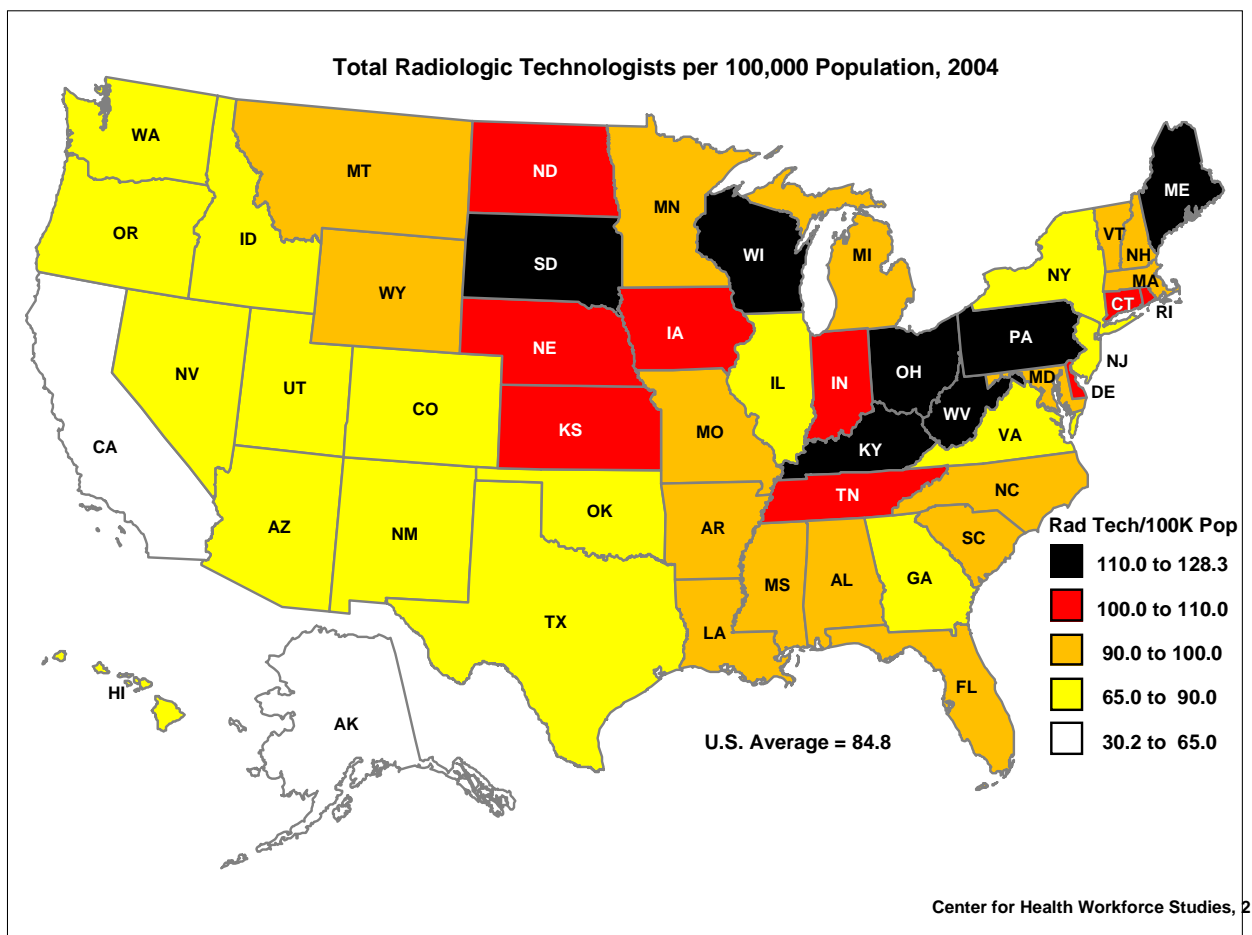 Total Radiologic Technologists per 100,000 Population, 2004
WA
MT
ND
MN
ME
OR
ID
SD
WI
MI
VT
NH
NY
MA
WY
CT
RI
NE
IA
PA
NV
UT
CO
IL
IN
OH
NJ
MD
DE
KS
MO
WV
VA
CA
KY
TN
NC
AZ
NM
OK
AR
SC
Rad Tech/100K Pop
110.0 to 128.3
MS
AL
GA
100.0 to 110.0
TX
LA
90.0 to 100.0
HI
FL
65.0 to 90.0
AK
U.S. Average = 84.8
30.2 to 65.0
Center for Health Workforce Studies, 2